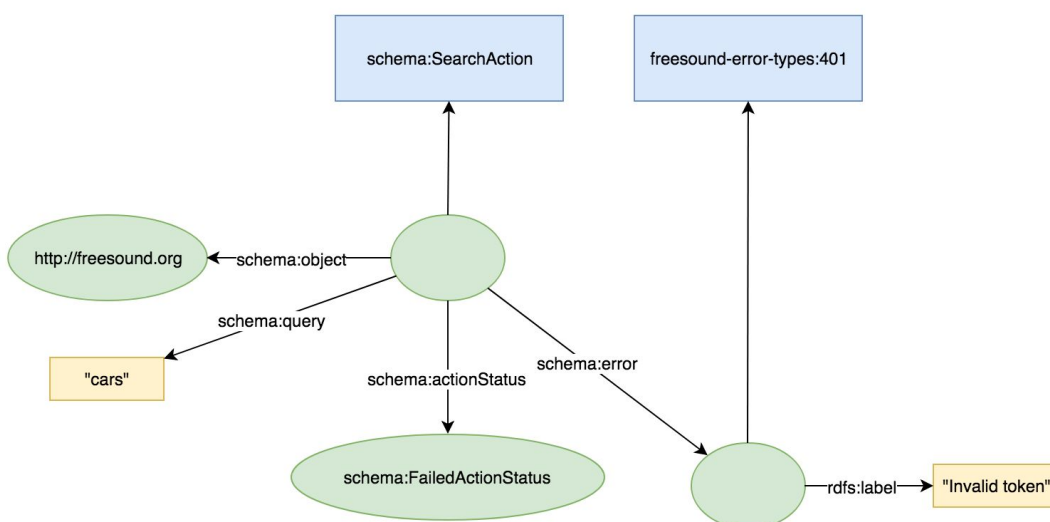 schema:SearchAction
freesound-error-types:401
http://freesound.org
schema:object
schema:query
schema:error
"cars"
schema:actionStatus
schema:FailedActionStatus
rdfs:label
"Invalid token"